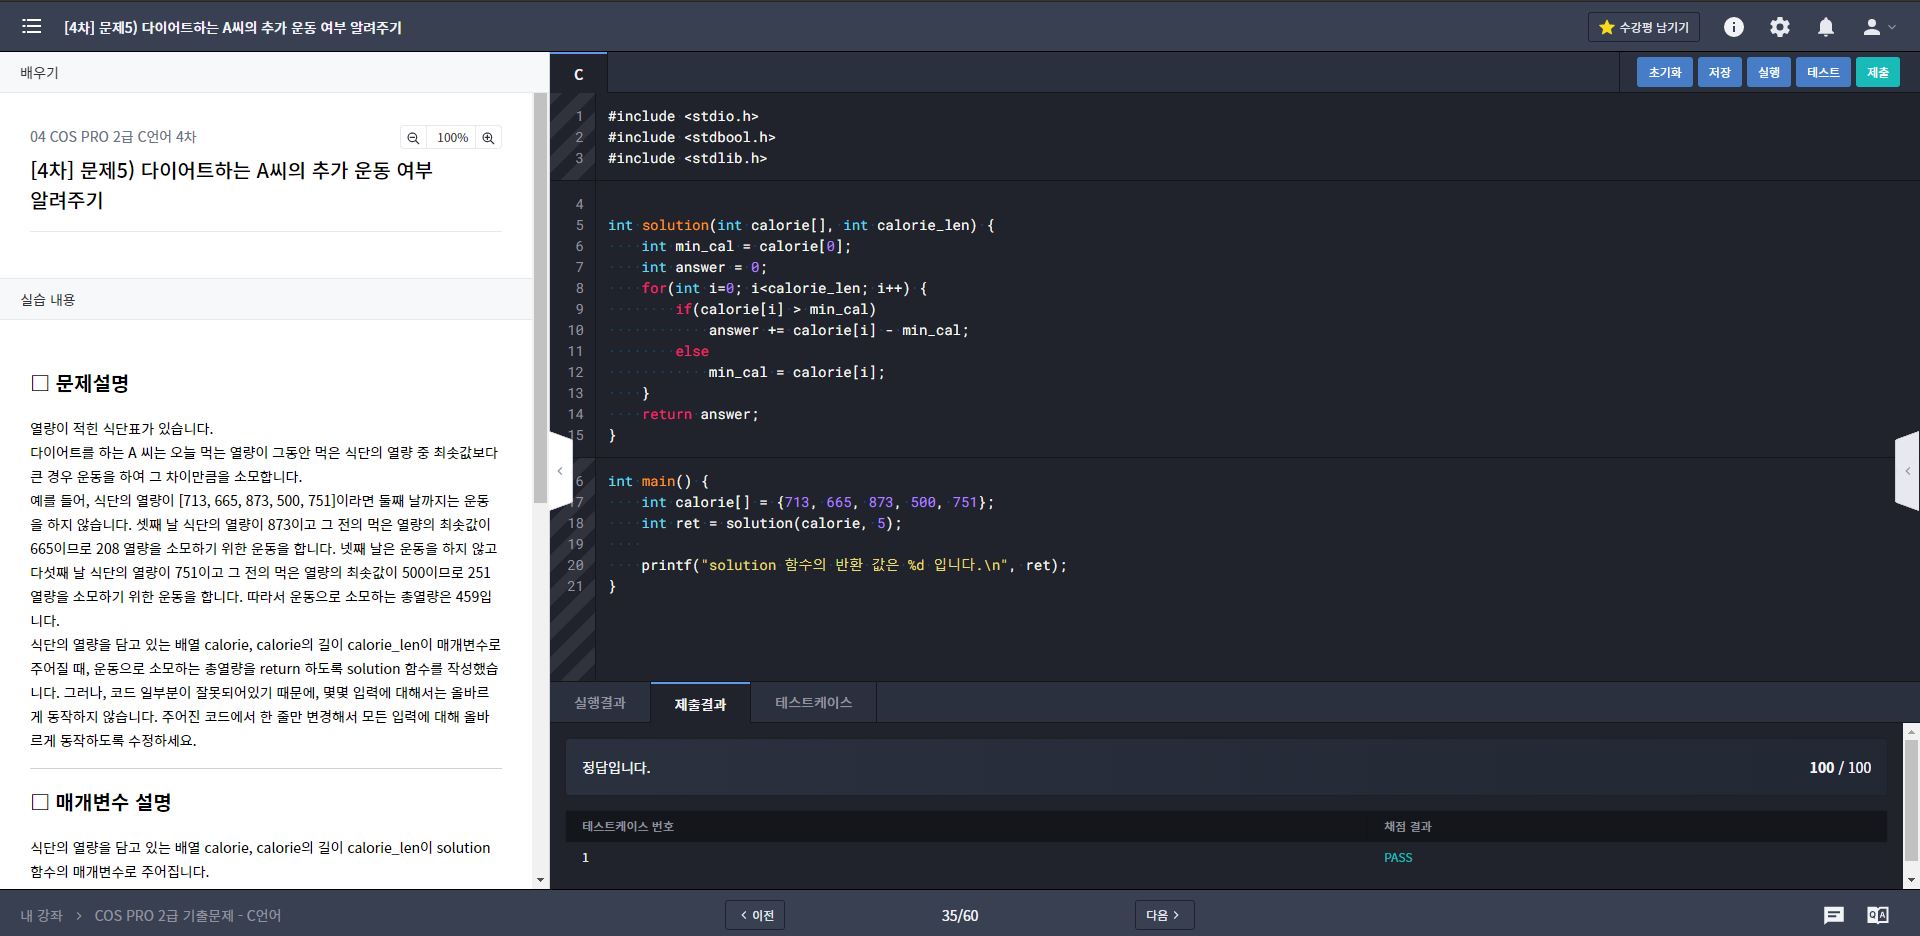 [4차] 문제5) 다이어트하는 A씨의 추가 운동 여부 알려주기
수강평 남기기
배우기
04 COS PRO 2급 C언어 4차
100%
[4차] 문제5) 다이어트하는 A씨의 추가 운동 여부
알려주기
실습 내용
□ 문제설명
열량이 적힌 식단표가 있습니다.
다이어트를 하는 A 씨는 오늘 먹는 열량이 그동안 먹은 식단의 열량 중 최솟값보다
큰 경우 운동을 하여 그 차이만큼을 소모합니다.
예를 들어, 식단의 열량이 [713, 665, 873, 500, 751]이라면 둘째 날까지는 운동
을 하지 않습니다. 셋째 날 식단의 열량이 873이고 그 전의 먹은 열량의 최솟값이
665이므로 208 열량을 소모하기 위한 운동을 합니다. 넷째 날은 운동을 하지 않고
다섯째 날 식단의 열량이 751이고 그 전의 먹은 열량의 최솟값이 500이므로 251
열량을 소모하기 위한 운동을 합니다. 따라서 운동으로 소모하는 총열량은 459입
니다.
식단의 열량을 담고 있는 배열 calorie, calorie의 길이 calorie_len이 매개변수로
주어질 때, 운동으로 소모하는 총열량을 return 하도록 solution 함수를 작성했습
니다. 그러나, 코드 일부분이 잘못되어있기 때문에, 몇몇 입력에 대해서는 올바르
게 동작하지 않습니다. 주어진 코드에서 한 줄만 변경해서 모든 입력에 대해 올바
르게 동작하도록 수정하세요.
□ 매개변수 설명
식단의 열량을 담고 있는 배열 calorie, calorie의 길이 calorie_len이 solution
함수의 매개변수로 주어집니다.
C
초기화 저장 실행 테스트 제출
1 #include <stdio.h>
2 #include <stdbool.h>
3 #include <stdlib.h>
4
5 int solution(int calorie[], int calorie_len) {
6     int min_cal = calorie[0];
7     int answer = 0;
8     for(int i=0; i<calorie_len; i++) {
9         if(calorie[i] > min_cal)
10             answer += calorie[i] - min_cal;
11         else
12             min_cal = calorie[i];
13     }
14     return answer;
15 }
6 int main() {
17     int calorie[] = {713, 665, 873, 500, 751};
18     int ret = solution(calorie, 5);
19
20     printf("solution 함수의 반환 값은 %d 입니다.\n", ret);
21 }
실행결과 제출결과 테스트케이스
정답입니다. 100 / 100
테스트케이스 번호 채점 결과
1 PASS
내 강좌 > COS PRO 2급 기출문제 - C언어
< 이전 35/60 다음 >